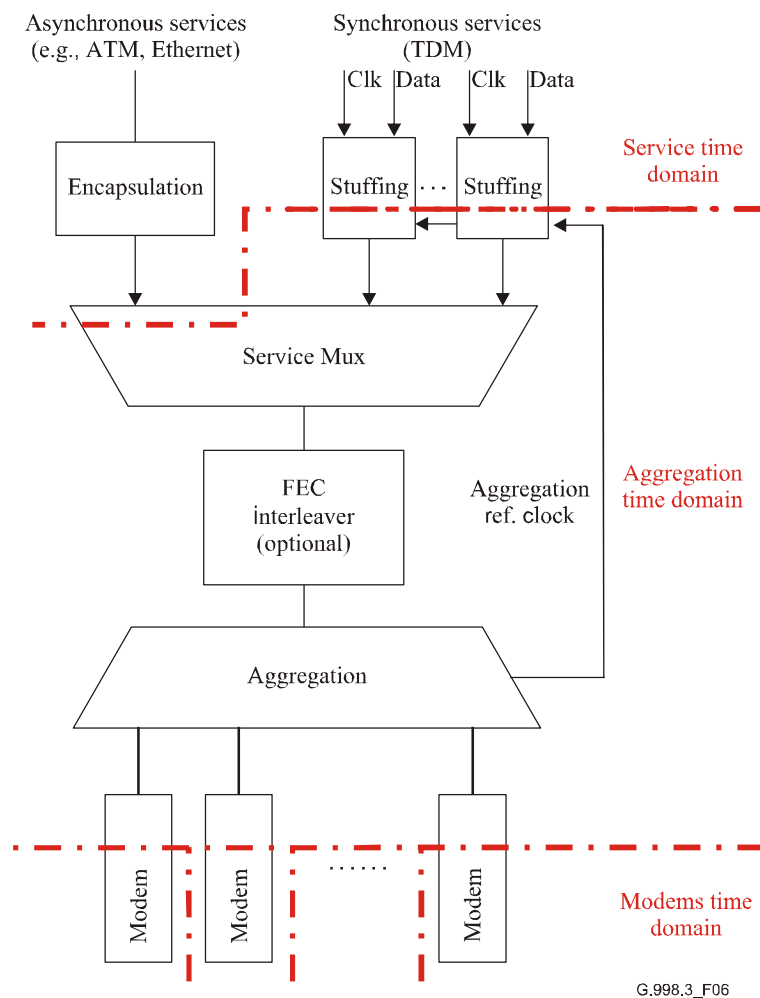 Asynchronous services
(e.g., ATM, Ethernet)
Synchronous services
(TDM)
Clk Data Clk Data
Service time
domain
Encapsulation
Stuffing ... Stuffing
Service Mux
FEC
interleaver
(optional)
Aggregation
ref. clock
Aggregation
time domain
Aggregation
Modem
Modem
......
Modem
Modems time
domain
G.998.3_F06